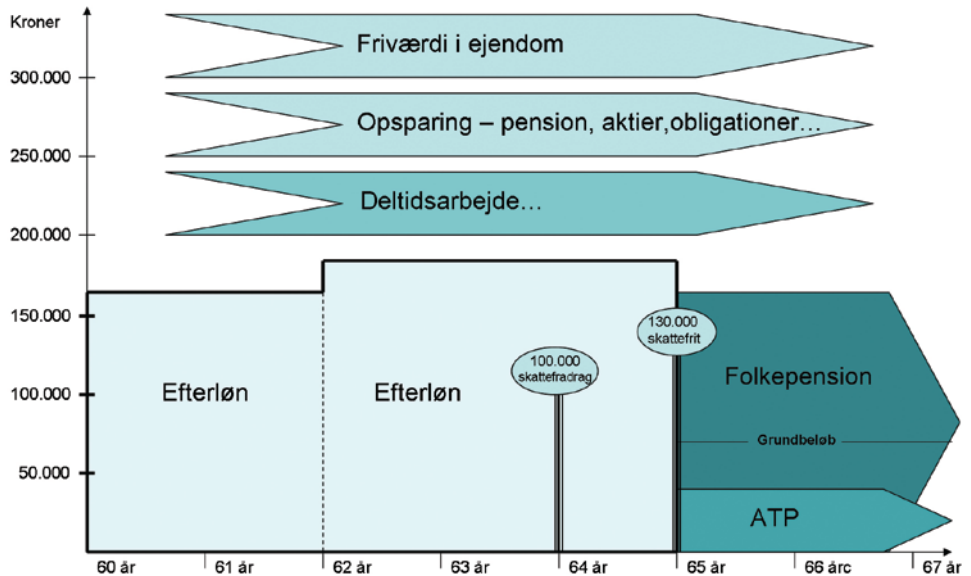 Kroner
Friværdi i ejendom
300.000
Opsparing – pension, aktier,obligationer...
250.000
Deltidsarbejde...
200.000
150.000
130.000
skattefrit
100.000
skattefradrag
Folkepension
100.000
Efterløn
Efterløn
Grundbeløb
50.000
ATP
60 år
61 år
62 år
63 år
64 år
65 år
66 årc
67 år